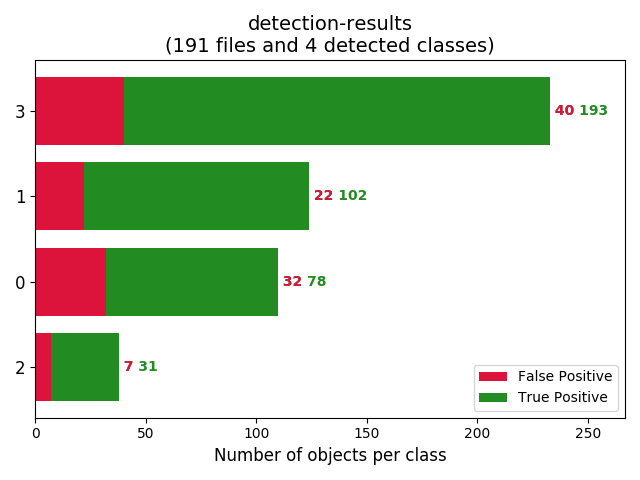 detection-results
(191 files and 4 detected classes)
3
40 193
1
22 102
0
32 78
2
7 31
False Positive
True Positive
0 50 100 150 200 250
Number of objects per class